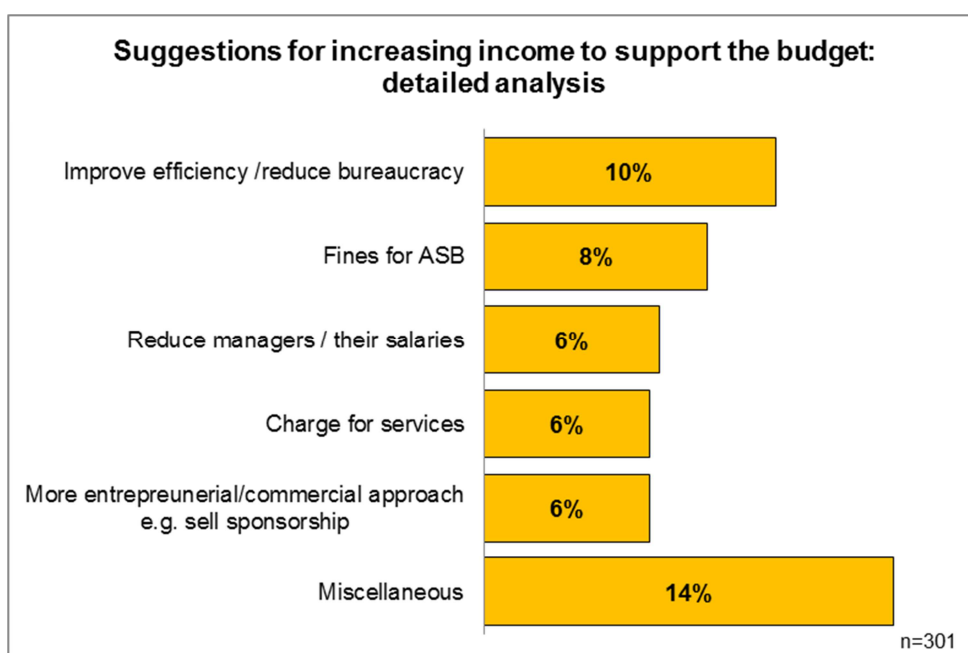 Suggestions for increasing income to support the budget:
detailed analysis
Improve efficiency /reduce bureaucracy
10%
Fines for ASB
8%
Reduce managers / their salaries
6%
Charge for services
6%
More entrepreunerial/commercial approach
e.g. sell sponsorship
6%
Miscellaneous
14%
n=301